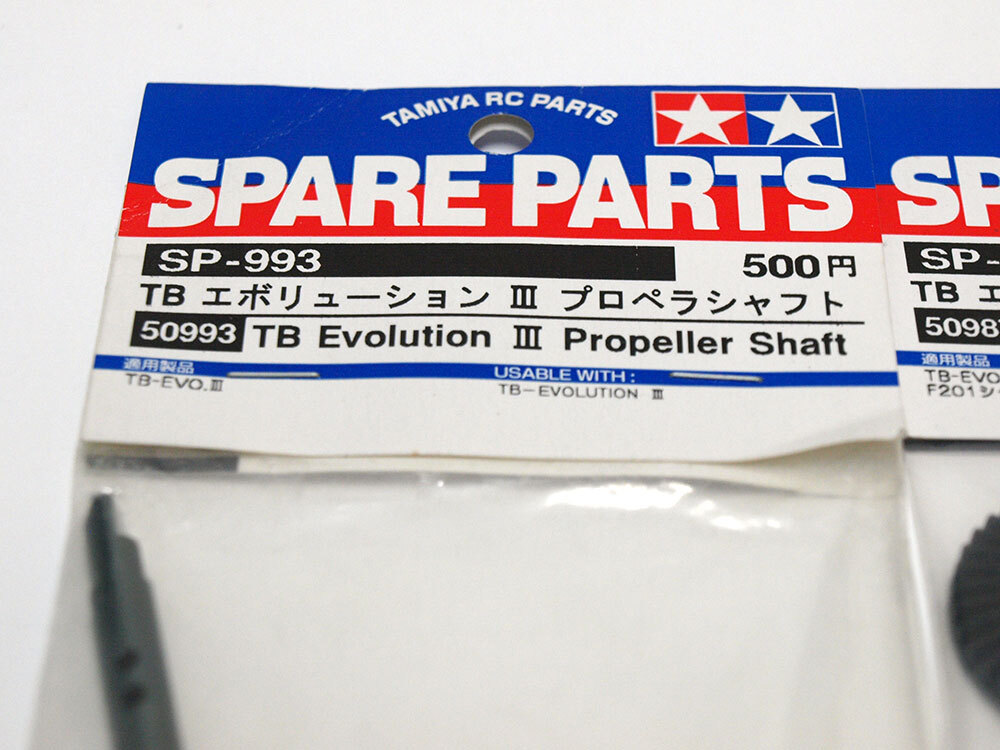 TAMIYA RC PARTS
SPARE PARTS
SP-993
500円
TB エボリューション Ⅲ プロペラシャフト
50993 TB Evolution Ⅲ Propeller Shaft
適用製品
TB-EVO.Ⅲ
USABLE WITH :
TB-EVOLUTION Ⅲ
SP
SP-
TB エ
5098
適用製品
TB-EVO
F201シ